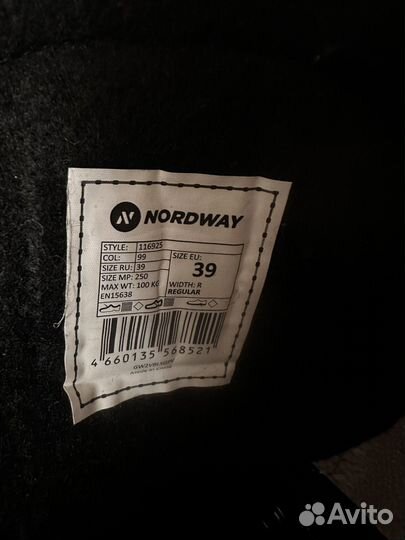 NORDWAY
STYLE: 116925
COL: 99
SIZE RU: 39
SIZE MP: 250
MAX WT: 100 KG
EN15638
SIZE EU:
39
WIDTH: R
REGULAR
4 660135 568521
Avito